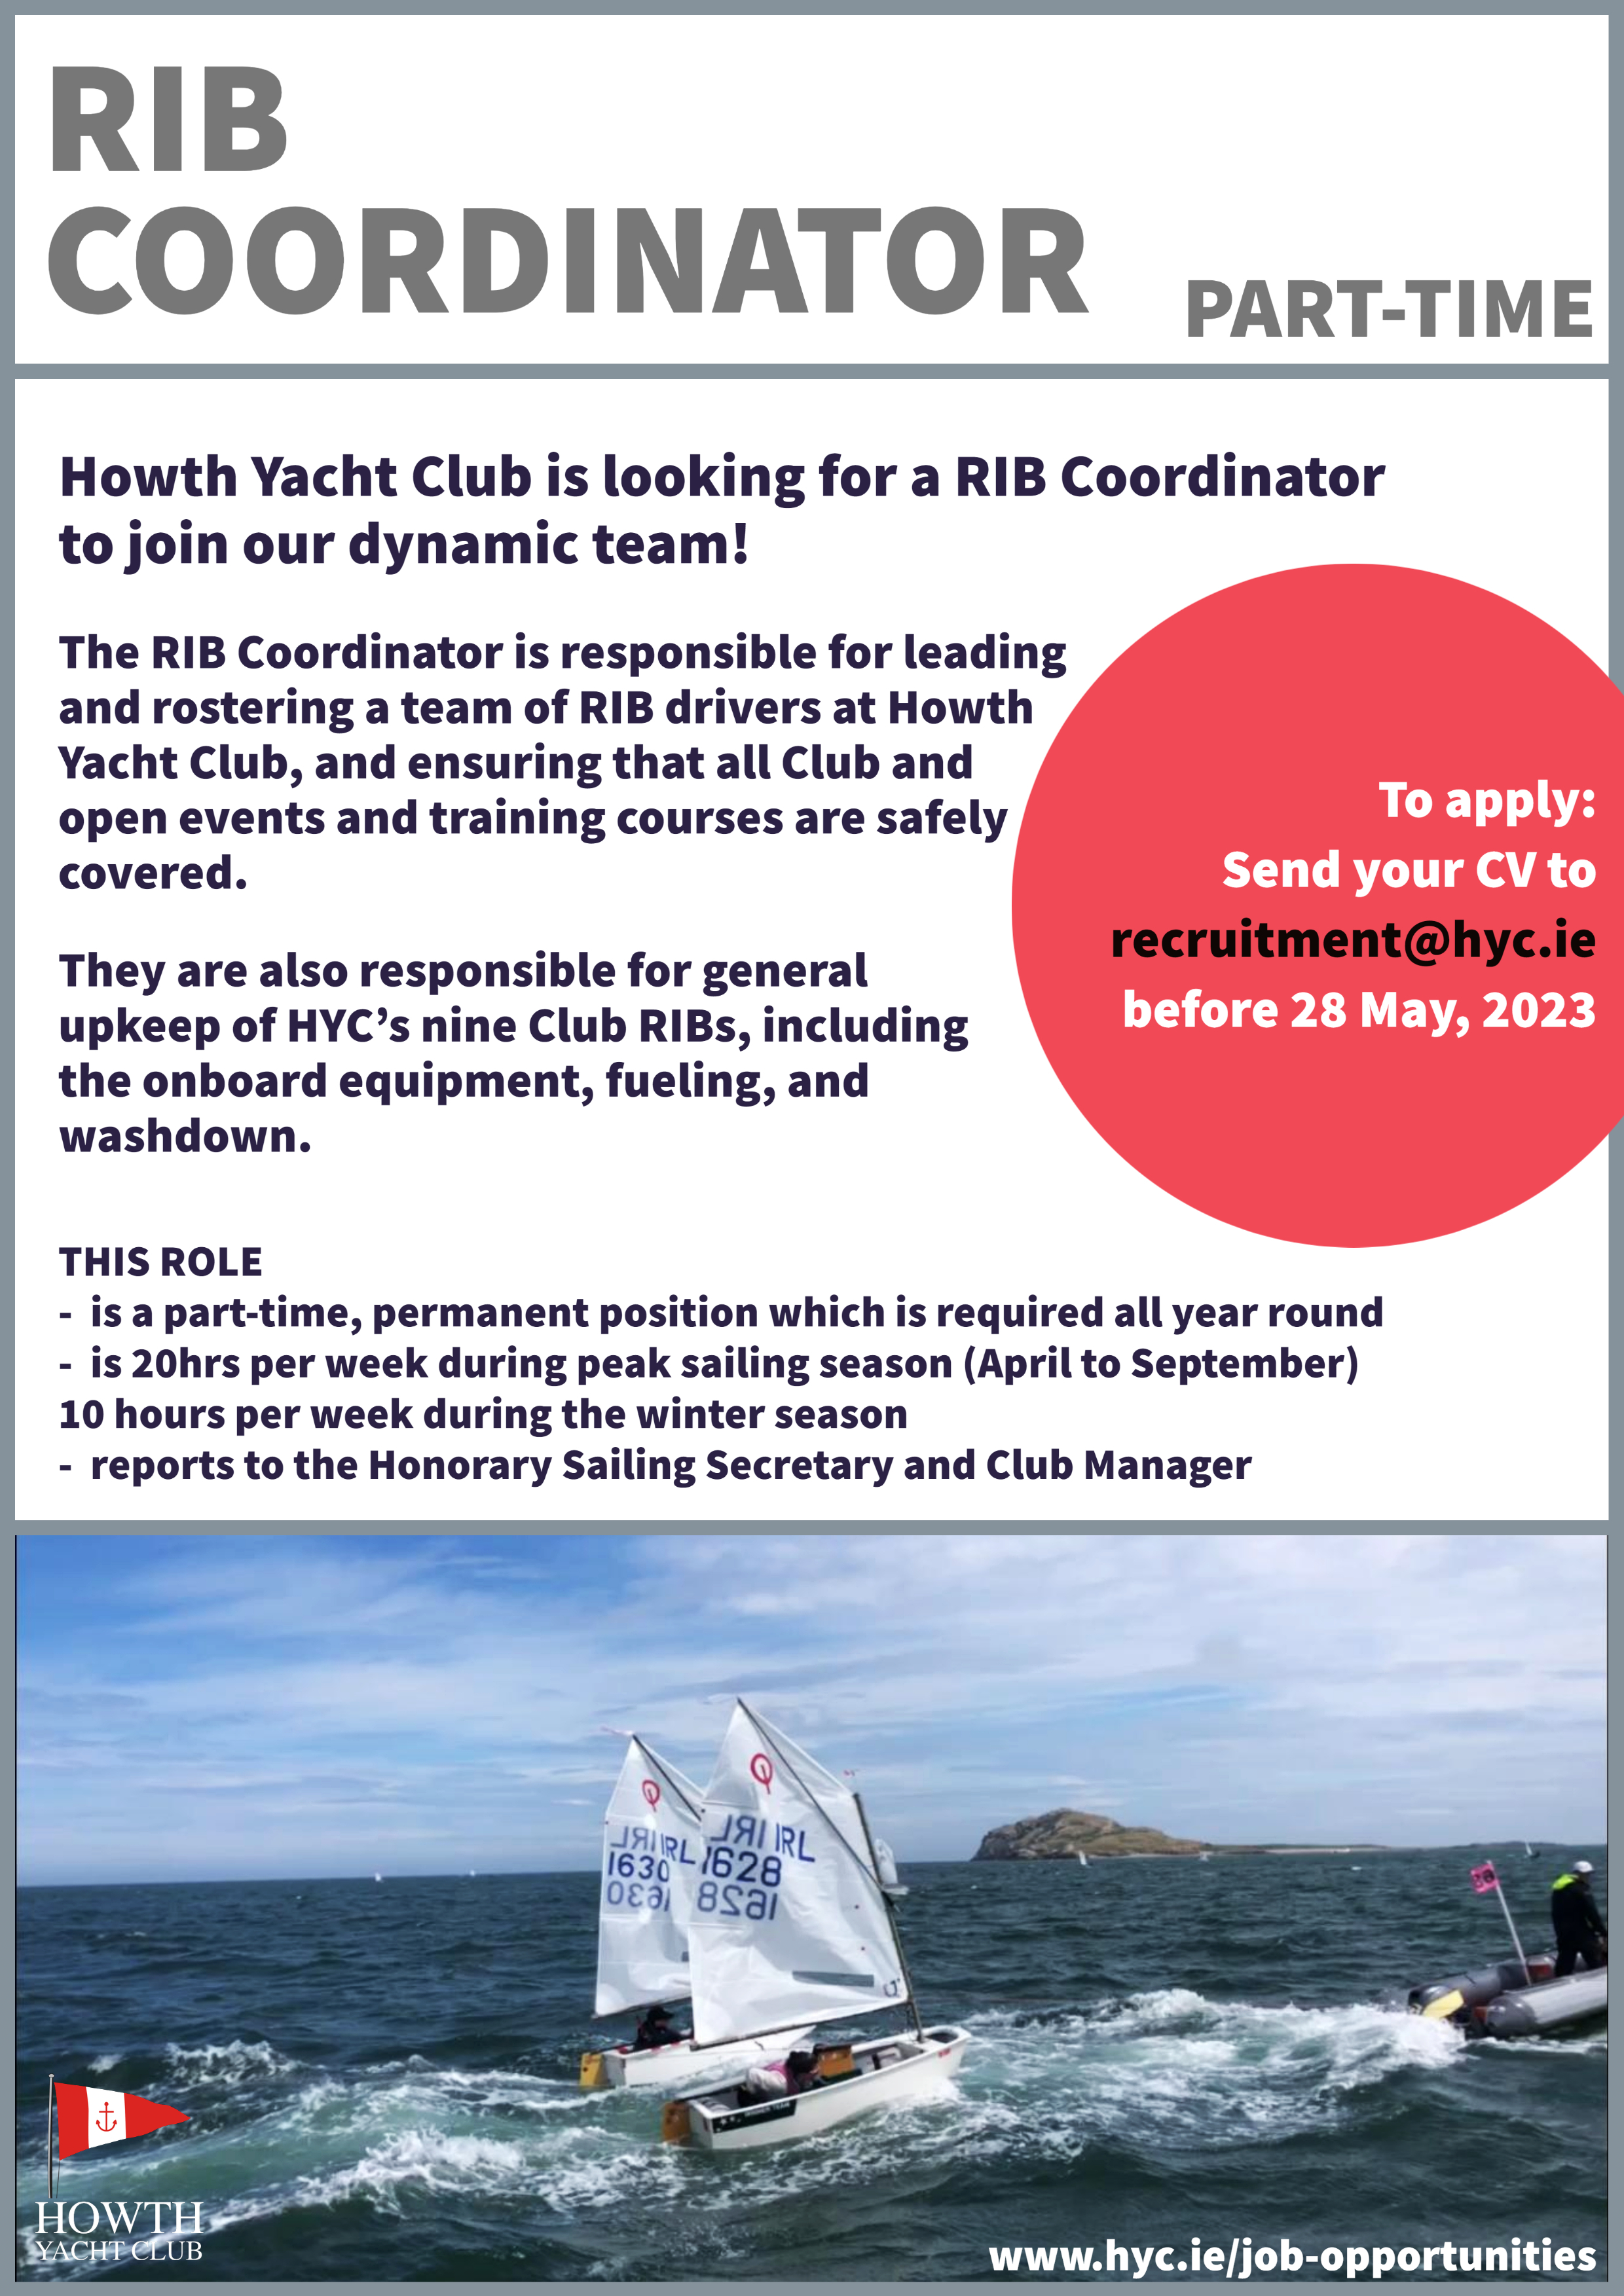 RIB
COORDINATOR
PART-TIME
Howth Yacht Club is looking for a RIB Coordinator
to join our dynamic team!
The RIB Coordinator is responsible for leading
and rostering a team of RIB drivers at Howth
Yacht Club, and ensuring that all Club and
open events and training courses are safely
covered.
To apply:
Send your CV to
recruitment@hyc.ie
before 28 May, 2023
They are also responsible for general
upkeep of HYC’s nine Club RIBs, including
the onboard equipment, fueling, and
washdown.
THIS ROLE
- is a part-time, permanent position which is required all year round
- is 20hrs per week during peak sailing season (April to September)
10 hours per week during the winter season
- reports to the Honorary Sailing Secretary and Club Manager
IRL
1630
IRL
1628
HOWTH
YACHT CLUB
www.hyc.ie/job-opportunities